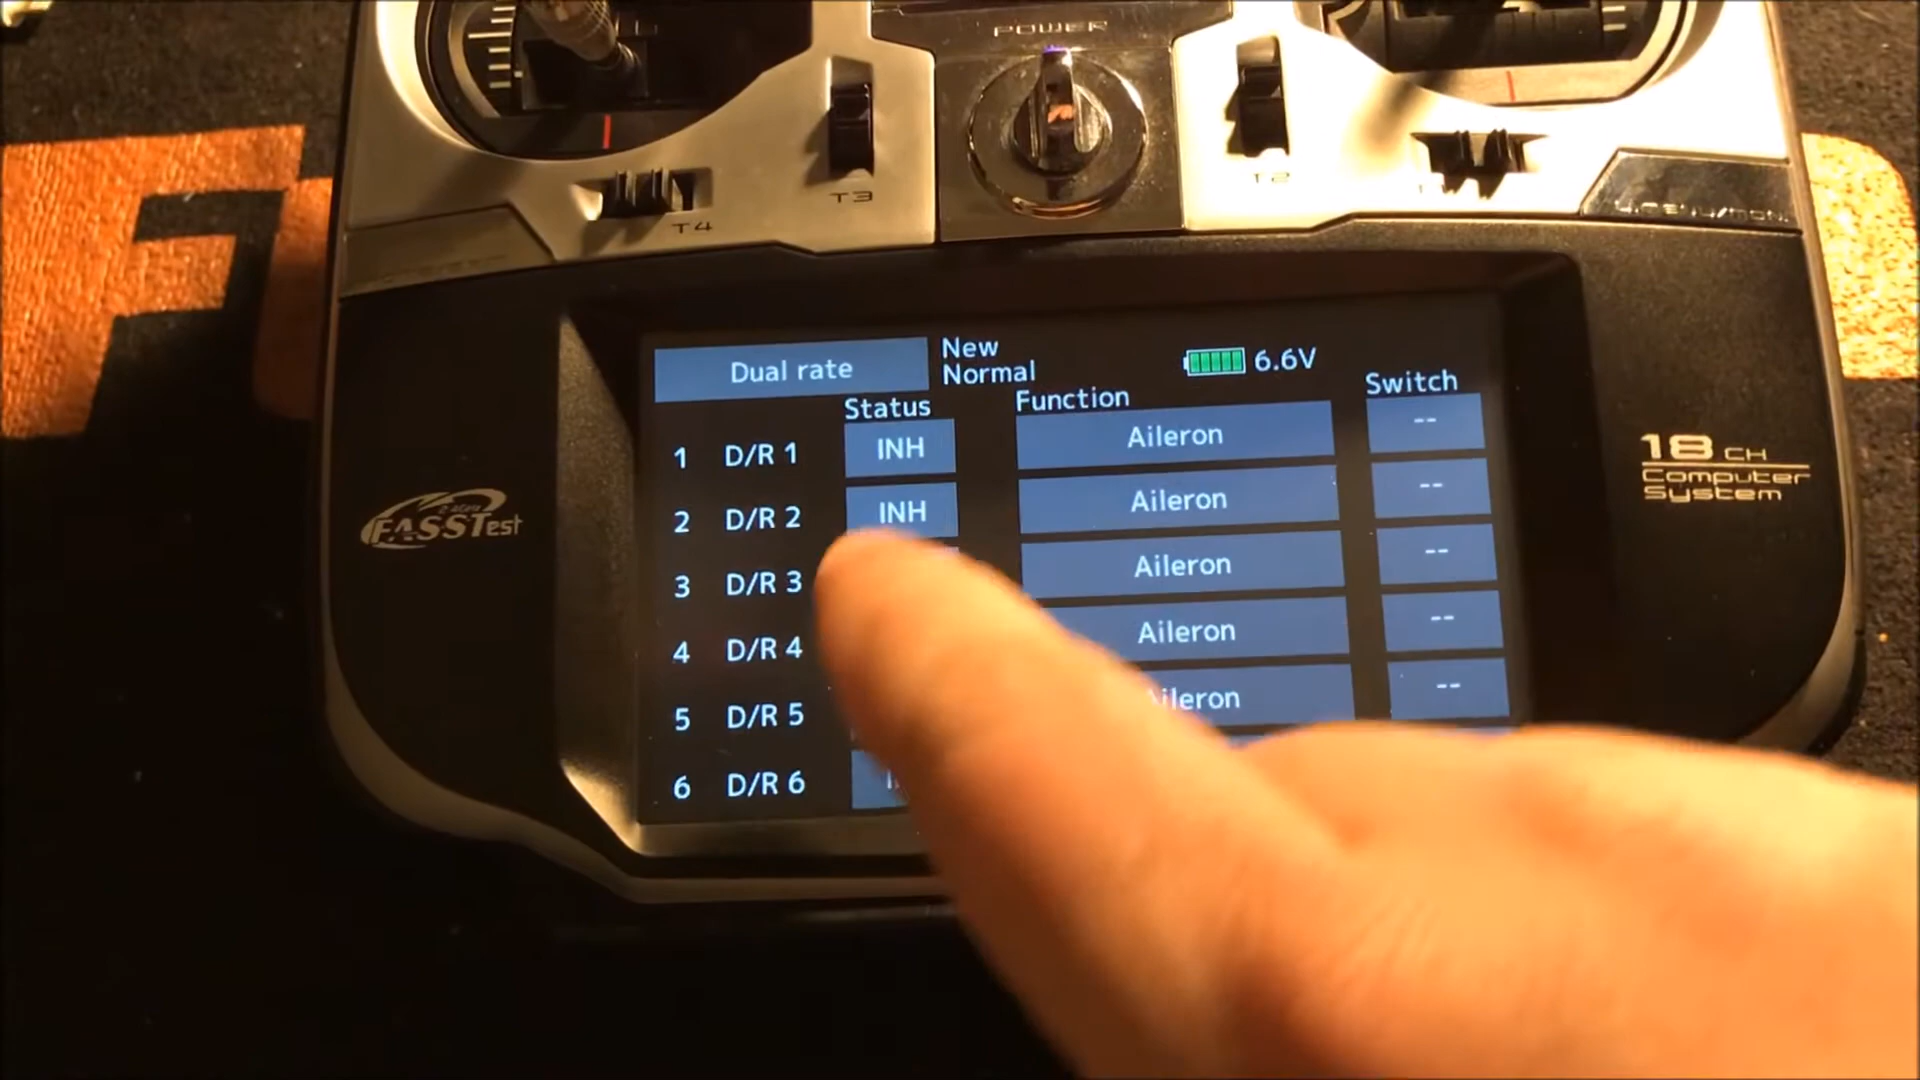 POWER
T3
T2
T4
18 CH
Computer
System
FASSTest
Dual rate
New
Normal
6.6V
Status
Function
Switch
1 D/R 1 INH Aileron --
2 D/R 2 INH Aileron --
3 D/R 3 Aileron --
4 D/R 4 Aileron --
5 D/R 5 Aileron --
6 D/R 6